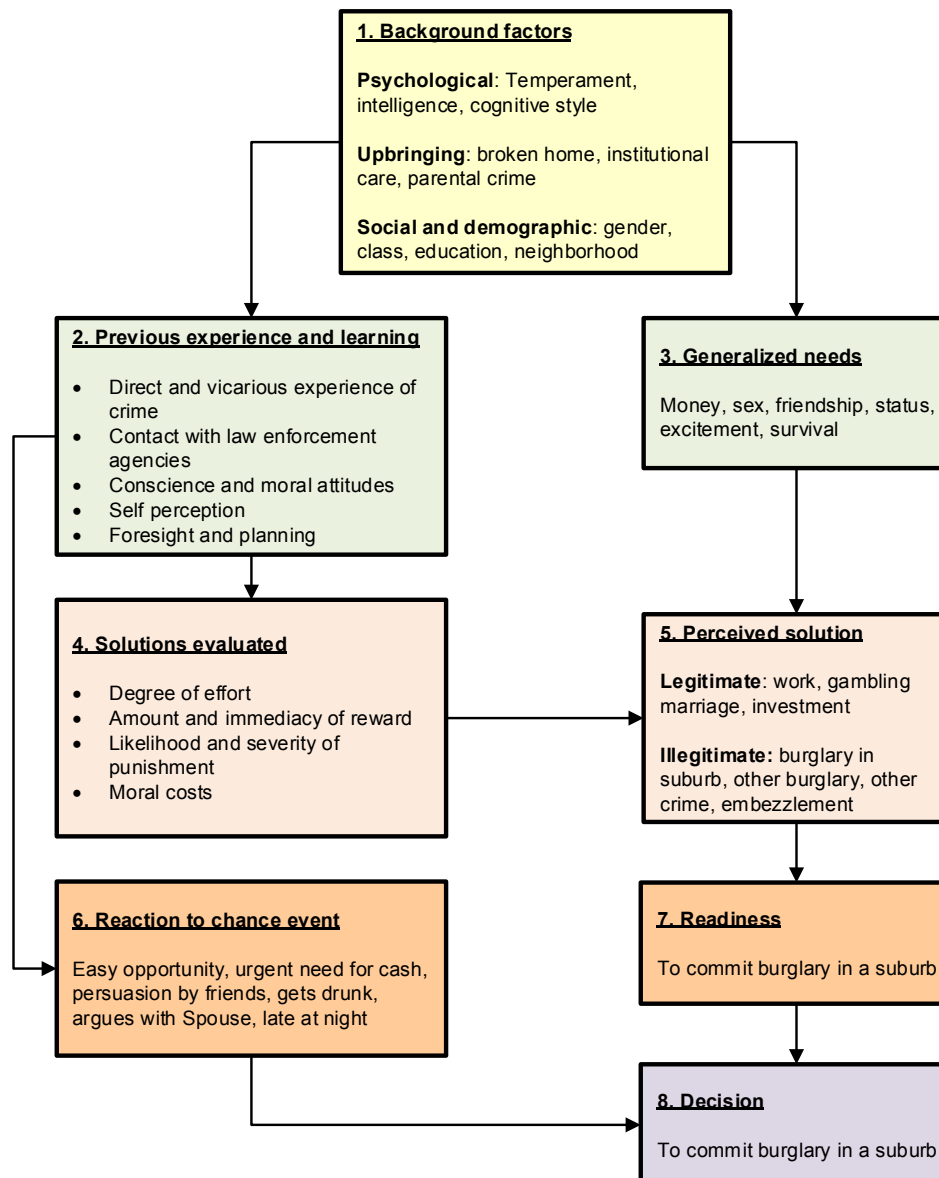 1. Background factors
Psychological: Temperament,
intelligence, cognitive style
Upbringing: broken home, institutional
care, parental crime
Social and demographic: gender,
class, education, neighborhood
2. Previous experience and learning
• Direct and vicarious experience of
crime
• Contact with law enforcement
agencies
• Conscience and moral attitudes
• Self perception
• Foresight and planning
3. Generalized needs
Money, sex, friendship, status,
excitement, survival
4. Solutions evaluated
• Degree of effort
• Amount and immediacy of reward
• Likelihood and severity of
punishment
• Moral costs
5. Perceived solution
Legitimate: work, gambling
marriage, investment
Illegitimate: burglary in
suburb, other burglary, other
crime, embezzlement
6. Reaction to chance event
Easy opportunity, urgent need for cash,
persuasion by friends, gets drunk,
argues with Spouse, late at night
7. Readiness
To commit burglary in a suburb
8. Decision
To commit burglary in a suburb